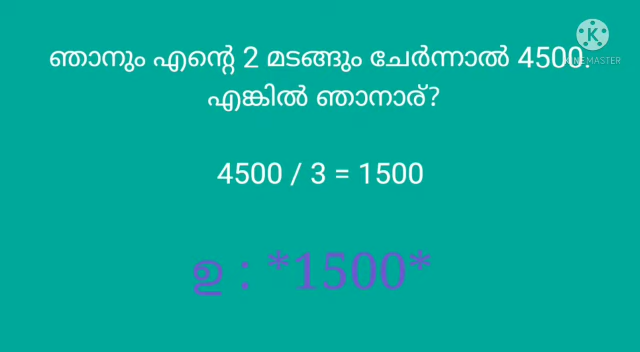 ഞാനും എന്റെ 2 മടങ്ങും ചേർന്നാൽ 4500.
എങ്കിൽ ഞാനാര്?
4500 / 3 = 1500
ഉ : *1500*
K
KINEMASTER